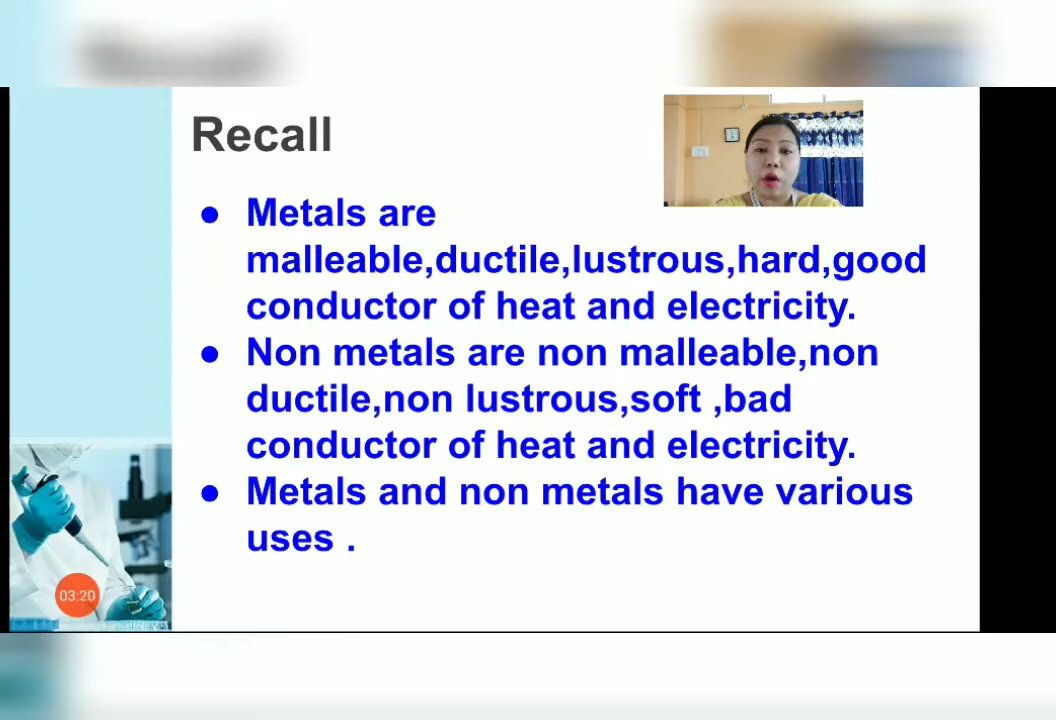 Recall
● Metals are
malleable,ductile,lustrous,hard,good
conductor of heat and electricity.
● Non metals are non malleable,non
ductile,non lustrous,soft ,bad
conductor of heat and electricity.
● Metals and non metals have various
uses .
03:20